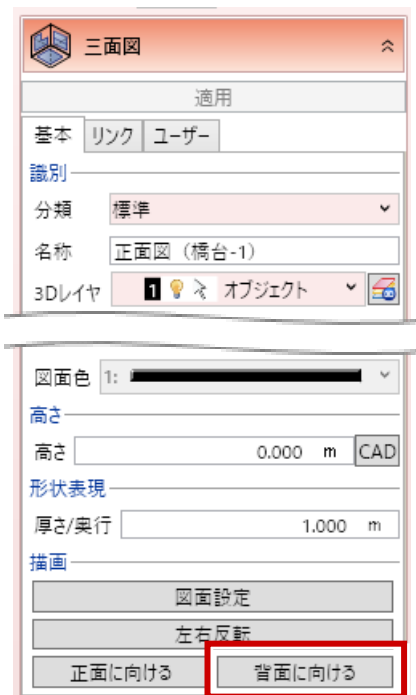 三面図
適用
基本 リンク ユーザー
識別
分類 標準
名称 正面図（橋台-1）
3Dレイヤ 1 オブジェクト
図面色 1:
高さ
高さ 0.000 m CAD
形状表現
厚さ/奥行 1.000 m
描画
図面設定
左右反転
正面に向ける 背面に向ける